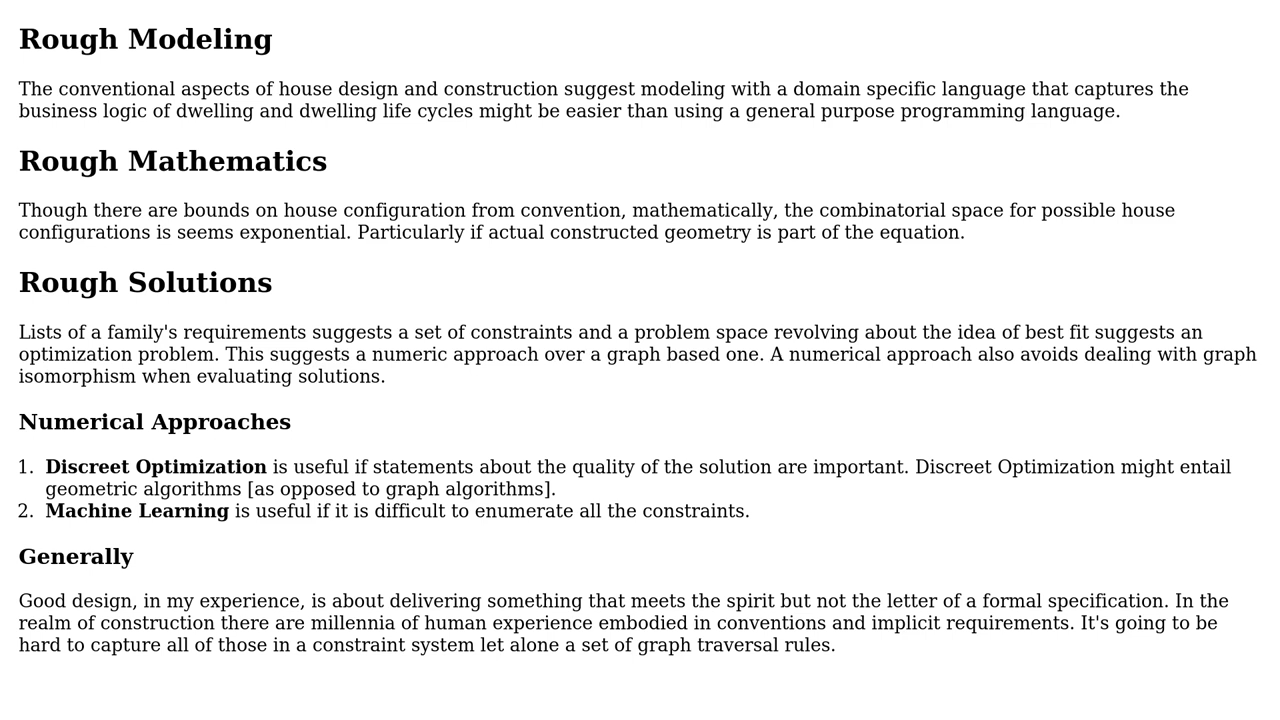 Rough Modeling
The conventional aspects of house design and construction suggest modeling with a domain specific language that captures the
business logic of dwelling and dwelling life cycles might be easier than using a general purpose programming language.
Rough Mathematics
Though there are bounds on house configuration from convention, mathematically, the combinatorial space for possible house
configurations is seems exponential. Particularly if actual constructed geometry is part of the equation.
Rough Solutions
Lists of a family's requirements suggests a set of constraints and a problem space revolving about the idea of best fit suggests an
optimization problem. This suggests a numeric approach over a graph based one. A numerical approach also avoids dealing with graph
isomorphism when evaluating solutions.
Numerical Approaches
1. Discreet Optimization is useful if statements about the quality of the solution are important. Discreet Optimization might entail
geometric algorithms [as opposed to graph algorithms].
2. Machine Learning is useful if it is difficult to enumerate all the constraints.
Generally
Good design, in my experience, is about delivering something that meets the spirit but not the letter of a formal specification. In the
realm of construction there are millennia of human experience embodied in conventions and implicit requirements. It's going to be
hard to capture all of those in a constraint system let alone a set of graph traversal rules.